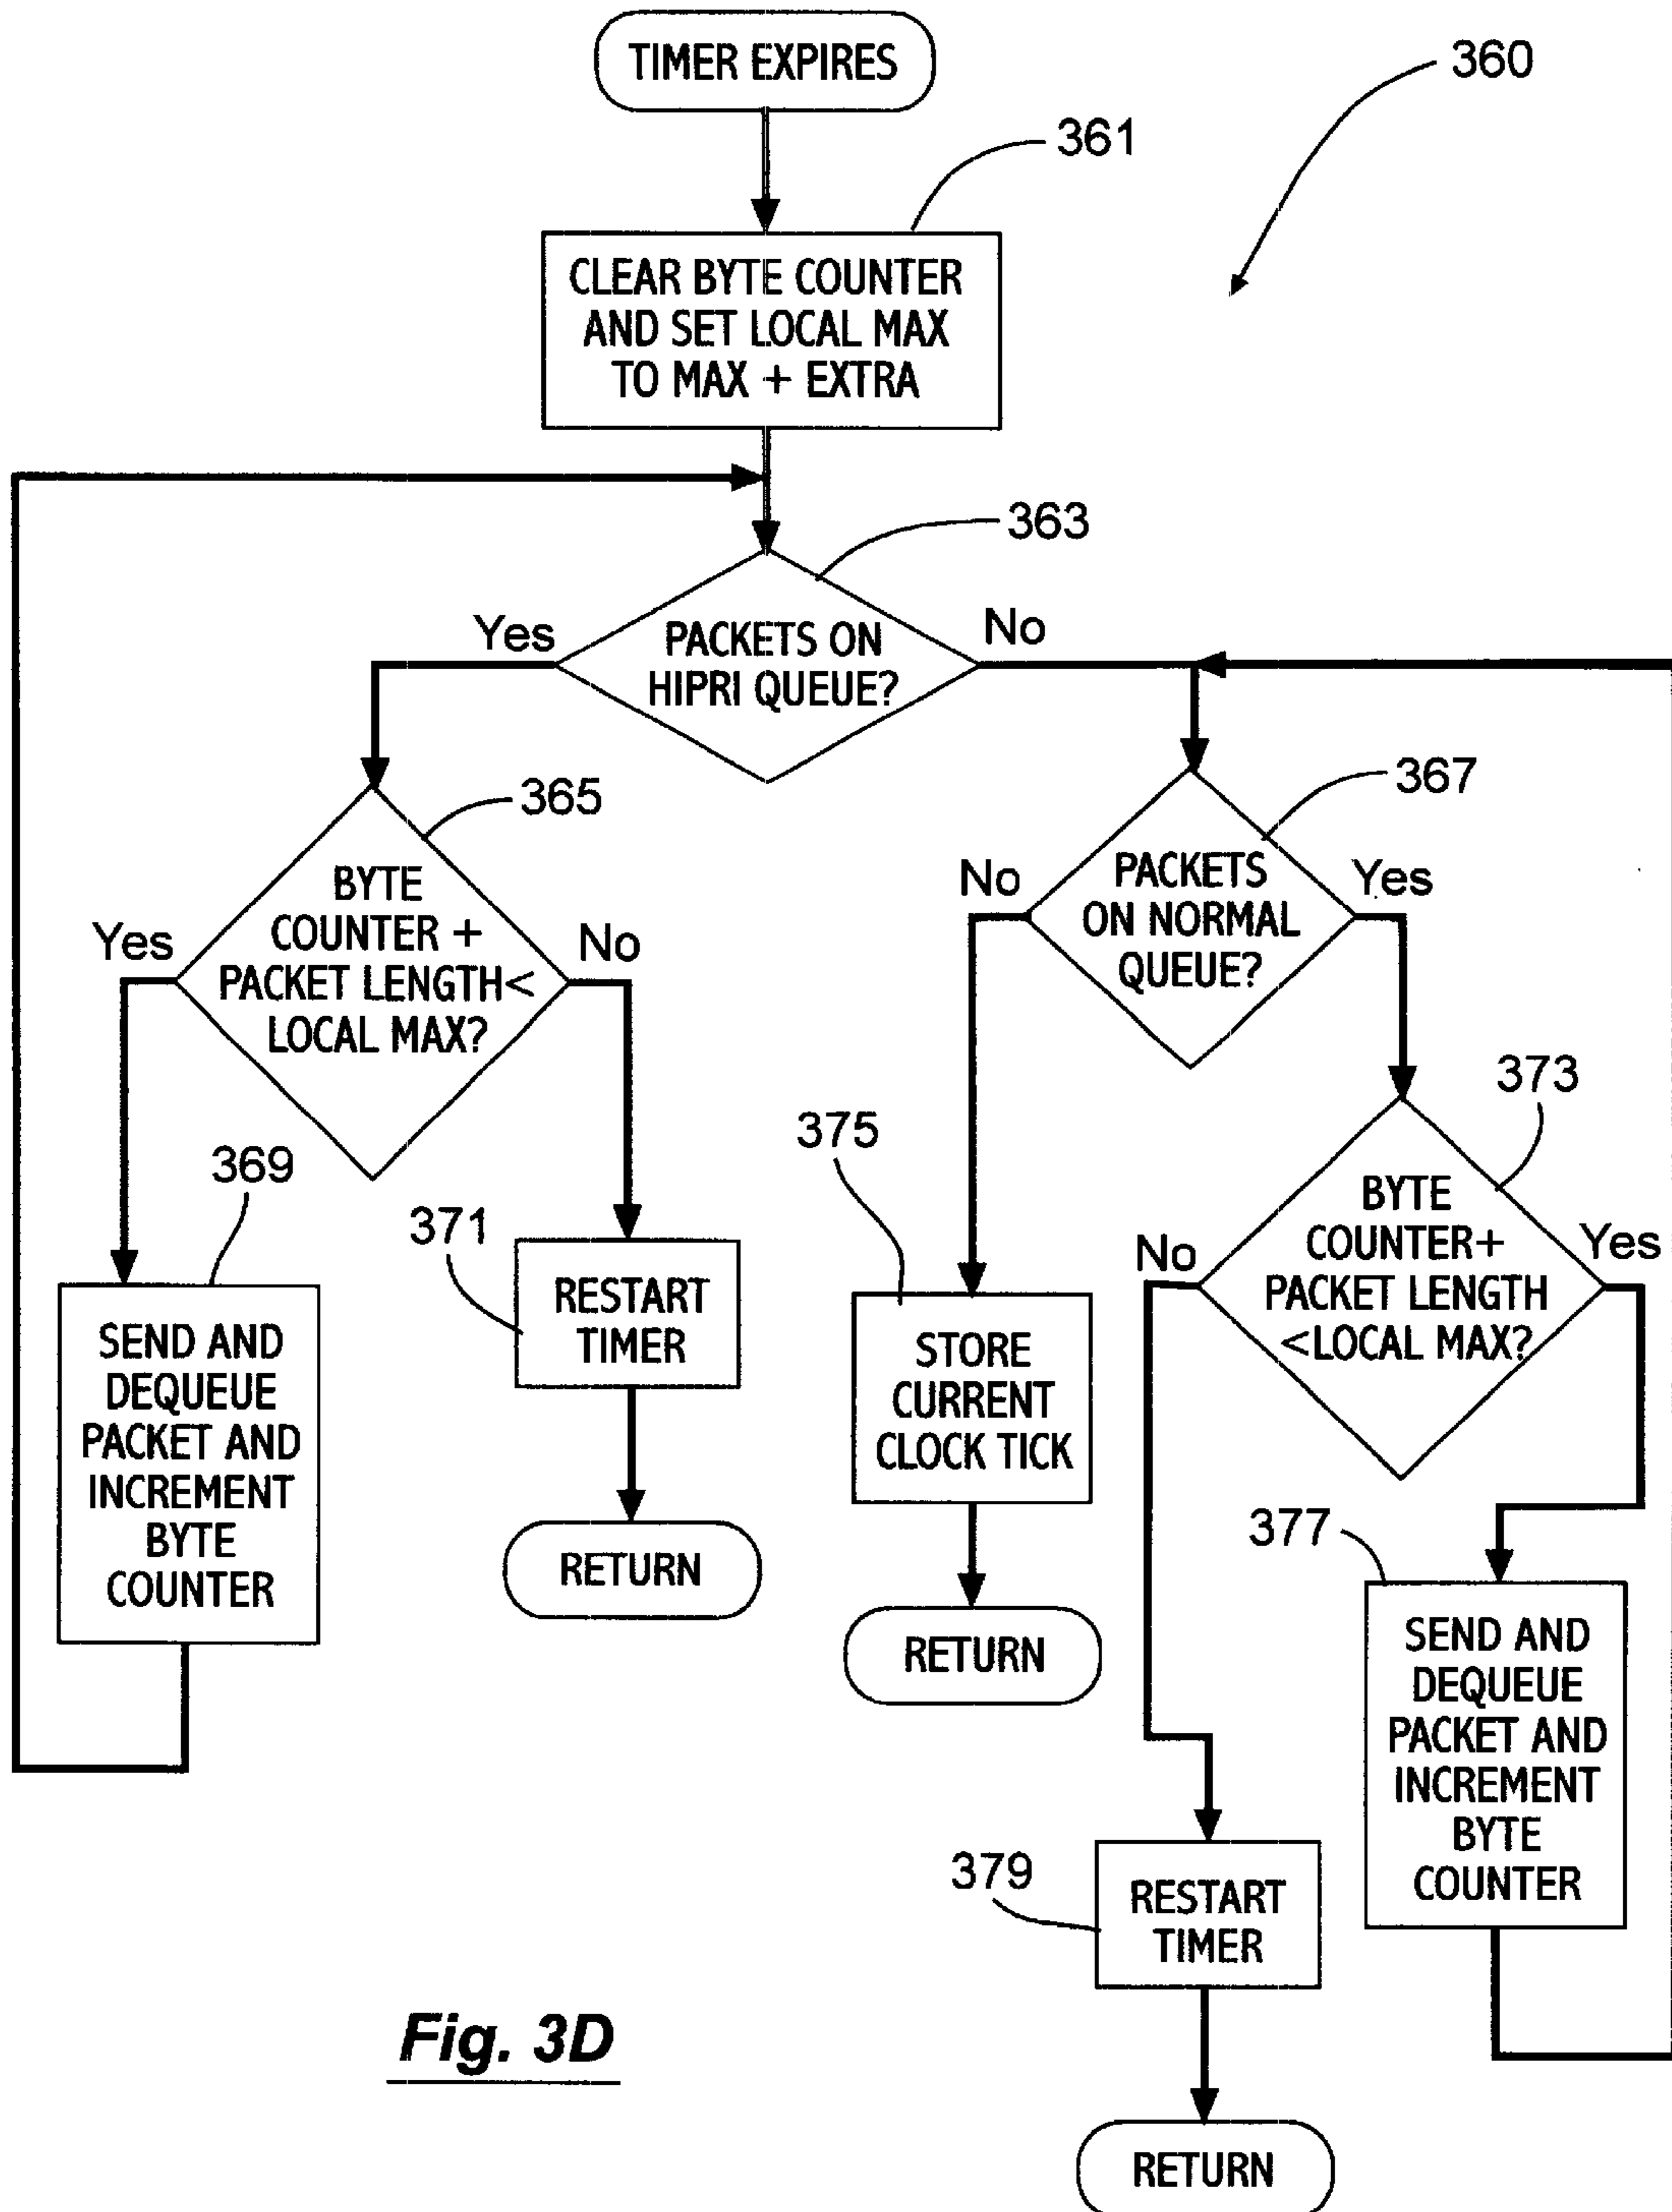 TIMER EXPIRES
360
361
CLEAR BYTE COUNTER
AND SET LOCAL MAX
TO MAX + EXTRA
363
Yes
PACKETS ON
HIPRI QUEUE?
No
365
BYTE
COUNTER +
PACKET LENGTH<
LOCAL MAX?
Yes
No
367
PACKETS
ON NORMAL
QUEUE?
No
Yes
369
SEND AND
DEQUEUE
PACKET AND
INCREMENT
BYTE
COUNTER
371
RESTART
TIMER
RETURN
375
STORE
CURRENT
CLOCK TICK
RETURN
373
BYTE
COUNTER+
PACKET LENGTH
<LOCAL MAX?
No
Yes
377
SEND AND
DEQUEUE
PACKET AND
INCREMENT
BYTE
COUNTER
379
RESTART
TIMER
RETURN
Fig. 3D